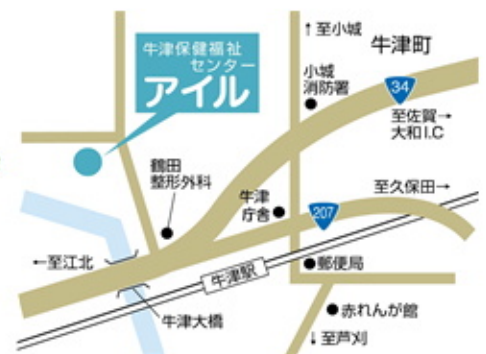 ↑至小城
牛津町
牛津保健福祉
センター
アイル
小城
消防署
34
至佐賀→
大和I.C
鶴田
整形外科
至久保田→
牛津
庁舎
207
←至江北
郵便局
牛津駅
牛津大橋
赤れんが館
↓至芦刈